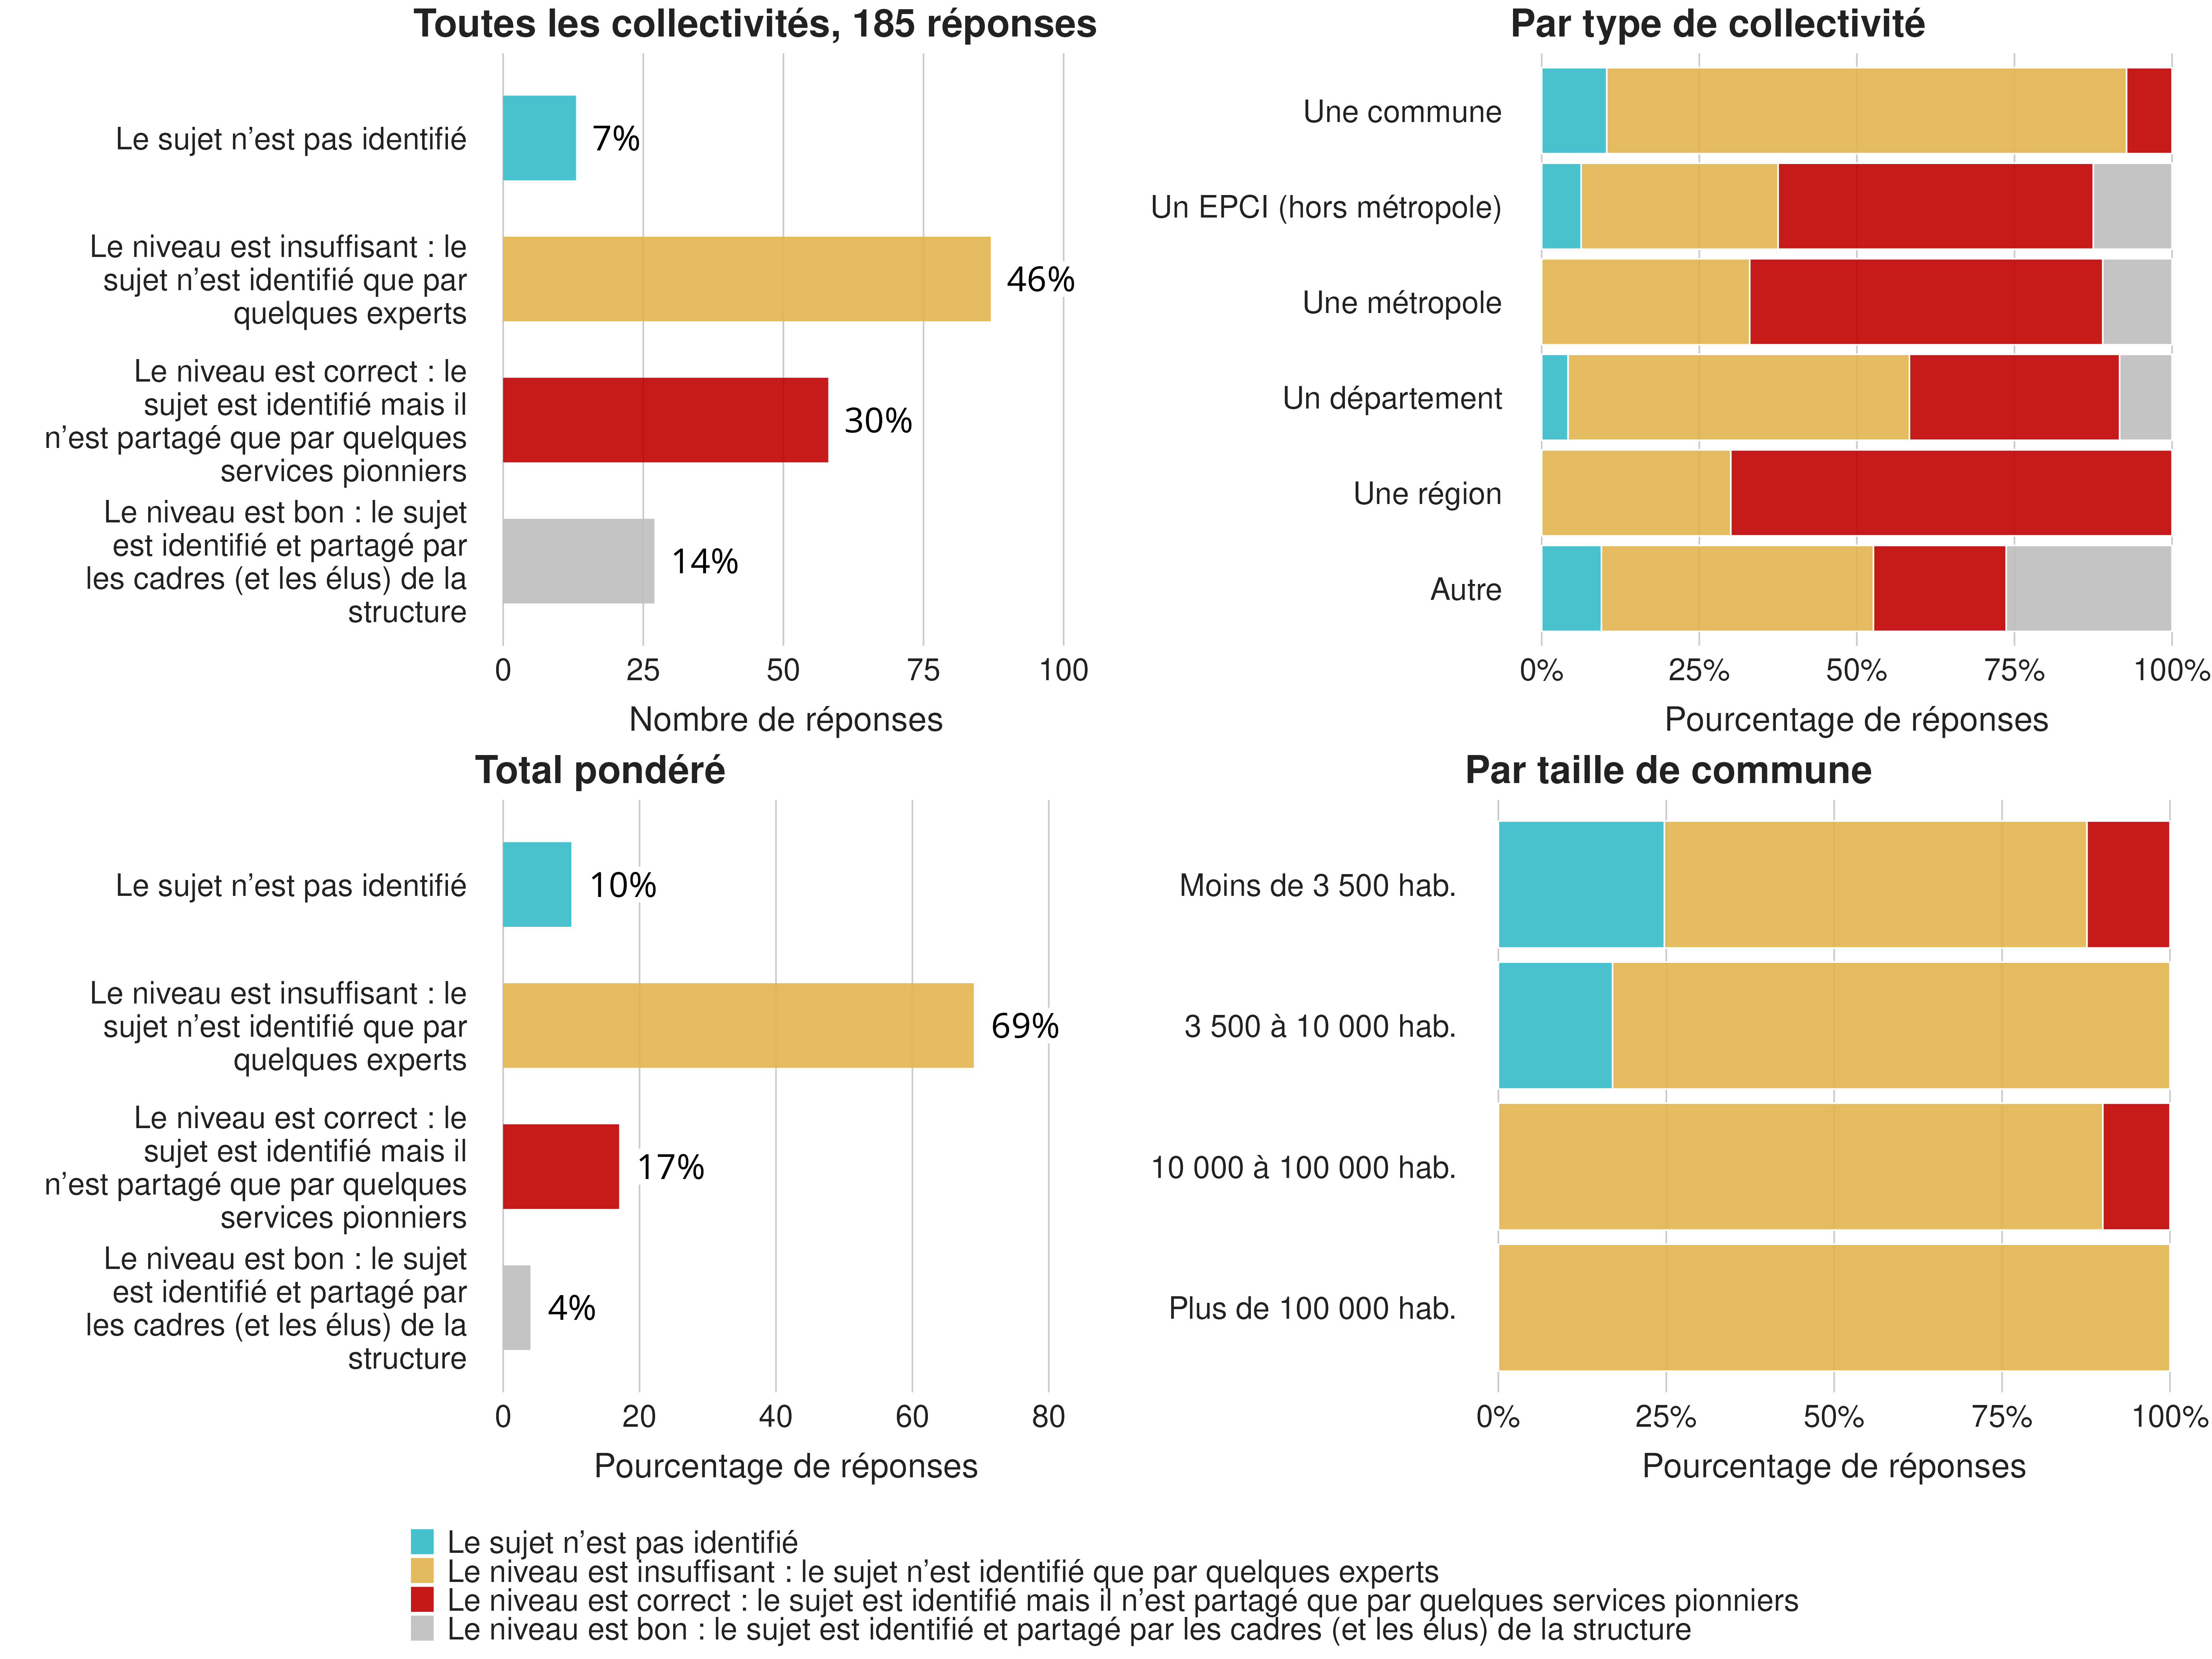 Toutes les collectivités, 185 réponses
Le sujet n’est pas identifié
7%
Le niveau est insuffisant : le
sujet n’est identifié que par
quelques experts
46%
Le niveau est correct : le
sujet est identifié mais il
n’est partagé que par quelques
services pionniers
30%
Le niveau est bon : le sujet
est identifié et partagé par
les cadres (et les élus) de la
structure
14%
0 25 50 75 100
Nombre de réponses
Par type de collectivité
Une commune
Un EPCI (hors métropole)
Une métropole
Un département
Une région
Autre
0% 25% 50% 75% 100%
Pourcentage de réponses
Total pondéré
Le sujet n’est pas identifié
10%
Le niveau est insuffisant : le
sujet n’est identifié que par
quelques experts
69%
Le niveau est correct : le
sujet est identifié mais il
n’est partagé que par quelques
services pionniers
17%
Le niveau est bon : le sujet
est identifié et partagé par
les cadres (et les élus) de la
structure
4%
0 20 40 60 80
Pourcentage de réponses
Par taille de commune
Moins de 3 500 hab.
3 500 à 10 000 hab.
10 000 à 100 000 hab.
Plus de 100 000 hab.
0% 25% 50% 75% 100%
Pourcentage de réponses
Le sujet n’est pas identifié
Le niveau est insuffisant : le sujet n’est identifié que par quelques experts
Le niveau est correct : le sujet est identifié mais il n’est partagé que par quelques services pionniers
Le niveau est bon : le sujet est identifié et partagé par les cadres (et les élus) de la structure